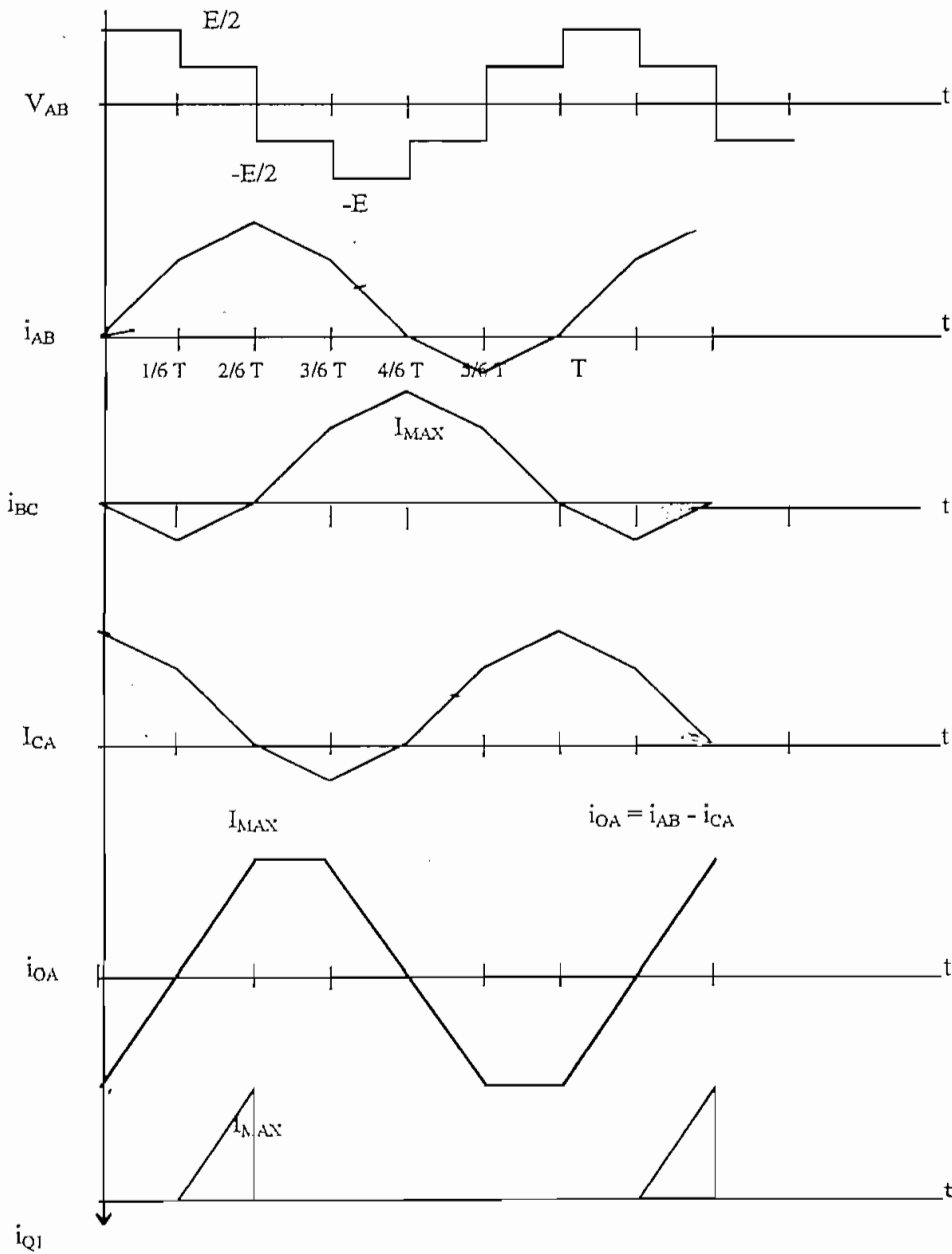 E/2
V_AB
t
-E/2
-E
i_AB
t
1/6 T 2/6 T 3/6 T 4/6 T 5/6 T T
I_MAX
i_BC
t
I_CA
t
I_MAX
i_OA = i_AB - i_CA
i_OA
t
I_MAX
t
i_Q1